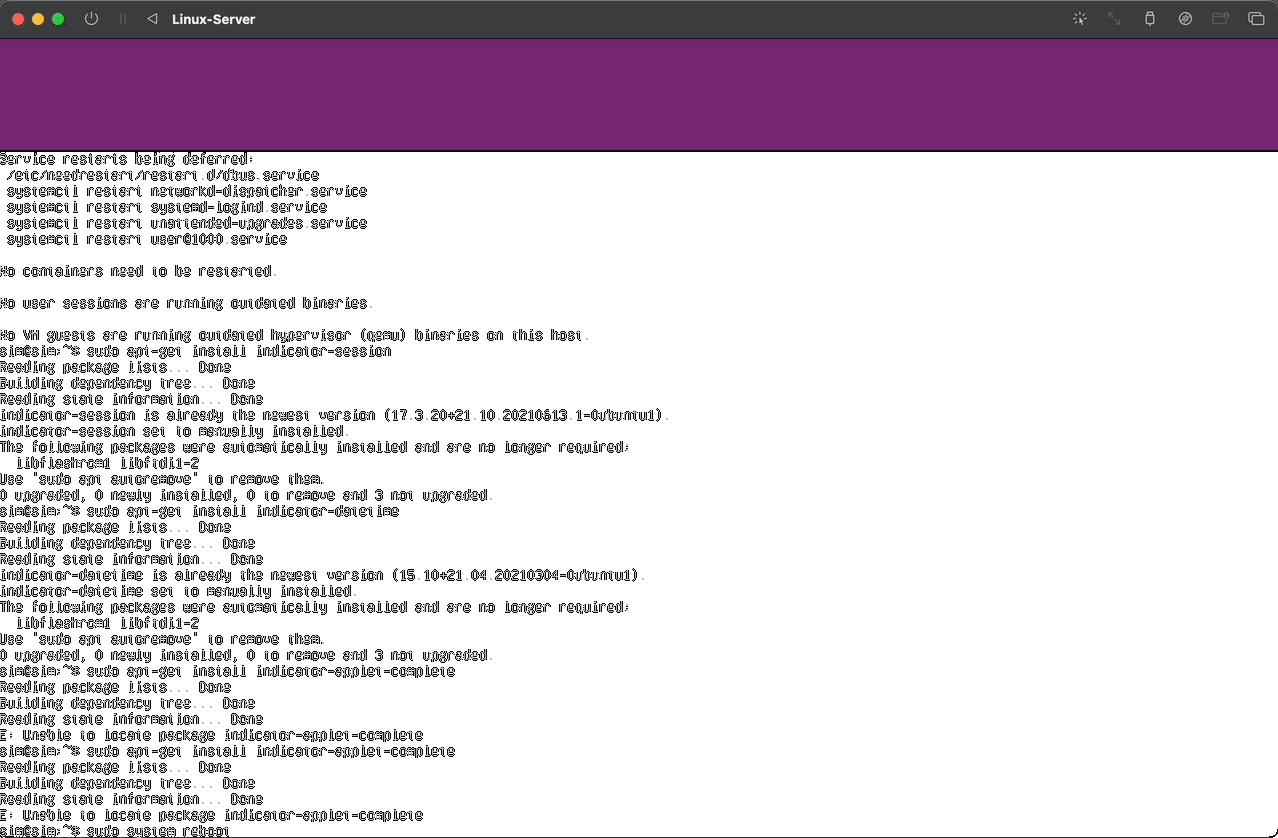 Linux-Server
Service restarts being deferred:
/etc/needrestart/restart.d/dbus.service
systemctl restart networkd-dispatcher.service
systemctl restart systemd-logind.service
systemctl restart unattended-upgrades.service
systemctl restart user@1000.service
No containers need to be restarted.
No user sessions are running outdated binaries.
No VM guests are running outdated hypervisor (qemu) binaries on this host.
sim@sim:~$ sudo apt-get install indicator-session
Reading package lists... Done
Building dependency tree... Done
Reading state information... Done
indicator-session is already the newest version (17.3.20+21.10.20210613.1-0ubuntu1).
indicator-session set to manually installed.
The following packages were automatically installed and are no longer required:
libflashrom1 libftdi1-2
Use 'sudo apt autoremove' to remove them.
0 upgraded, 0 newly installed, 0 to remove and 3 not upgraded.
sim@sim:~$ sudo apt-get install indicator-datetime
Reading package lists... Done
Building dependency tree... Done
Reading state information... Done
indicator-datetime is already the newest version (15.10+21.04.20210304-0ubuntu1).
indicator-datetime set to manually installed.
The following packages were automatically installed and are no longer required:
libflashrom1 libftdi1-2
Use 'sudo apt autoremove' to remove them.
0 upgraded, 0 newly installed, 0 to remove and 3 not upgraded.
sim@sim:~$ sudo apt-get install indicator-applet-complete
Reading package lists... Done
Building dependency tree... Done
Reading state information... Done
E: Unable to locate package indicator-applet-complete
sim@sim:~$ sudo apt-get install indicator-applet-complete
Reading package lists... Done
Building dependency tree... Done
Reading state information... Done
E: Unable to locate package indicator-applet-complete
sim@sim:~$ sudo system reboot